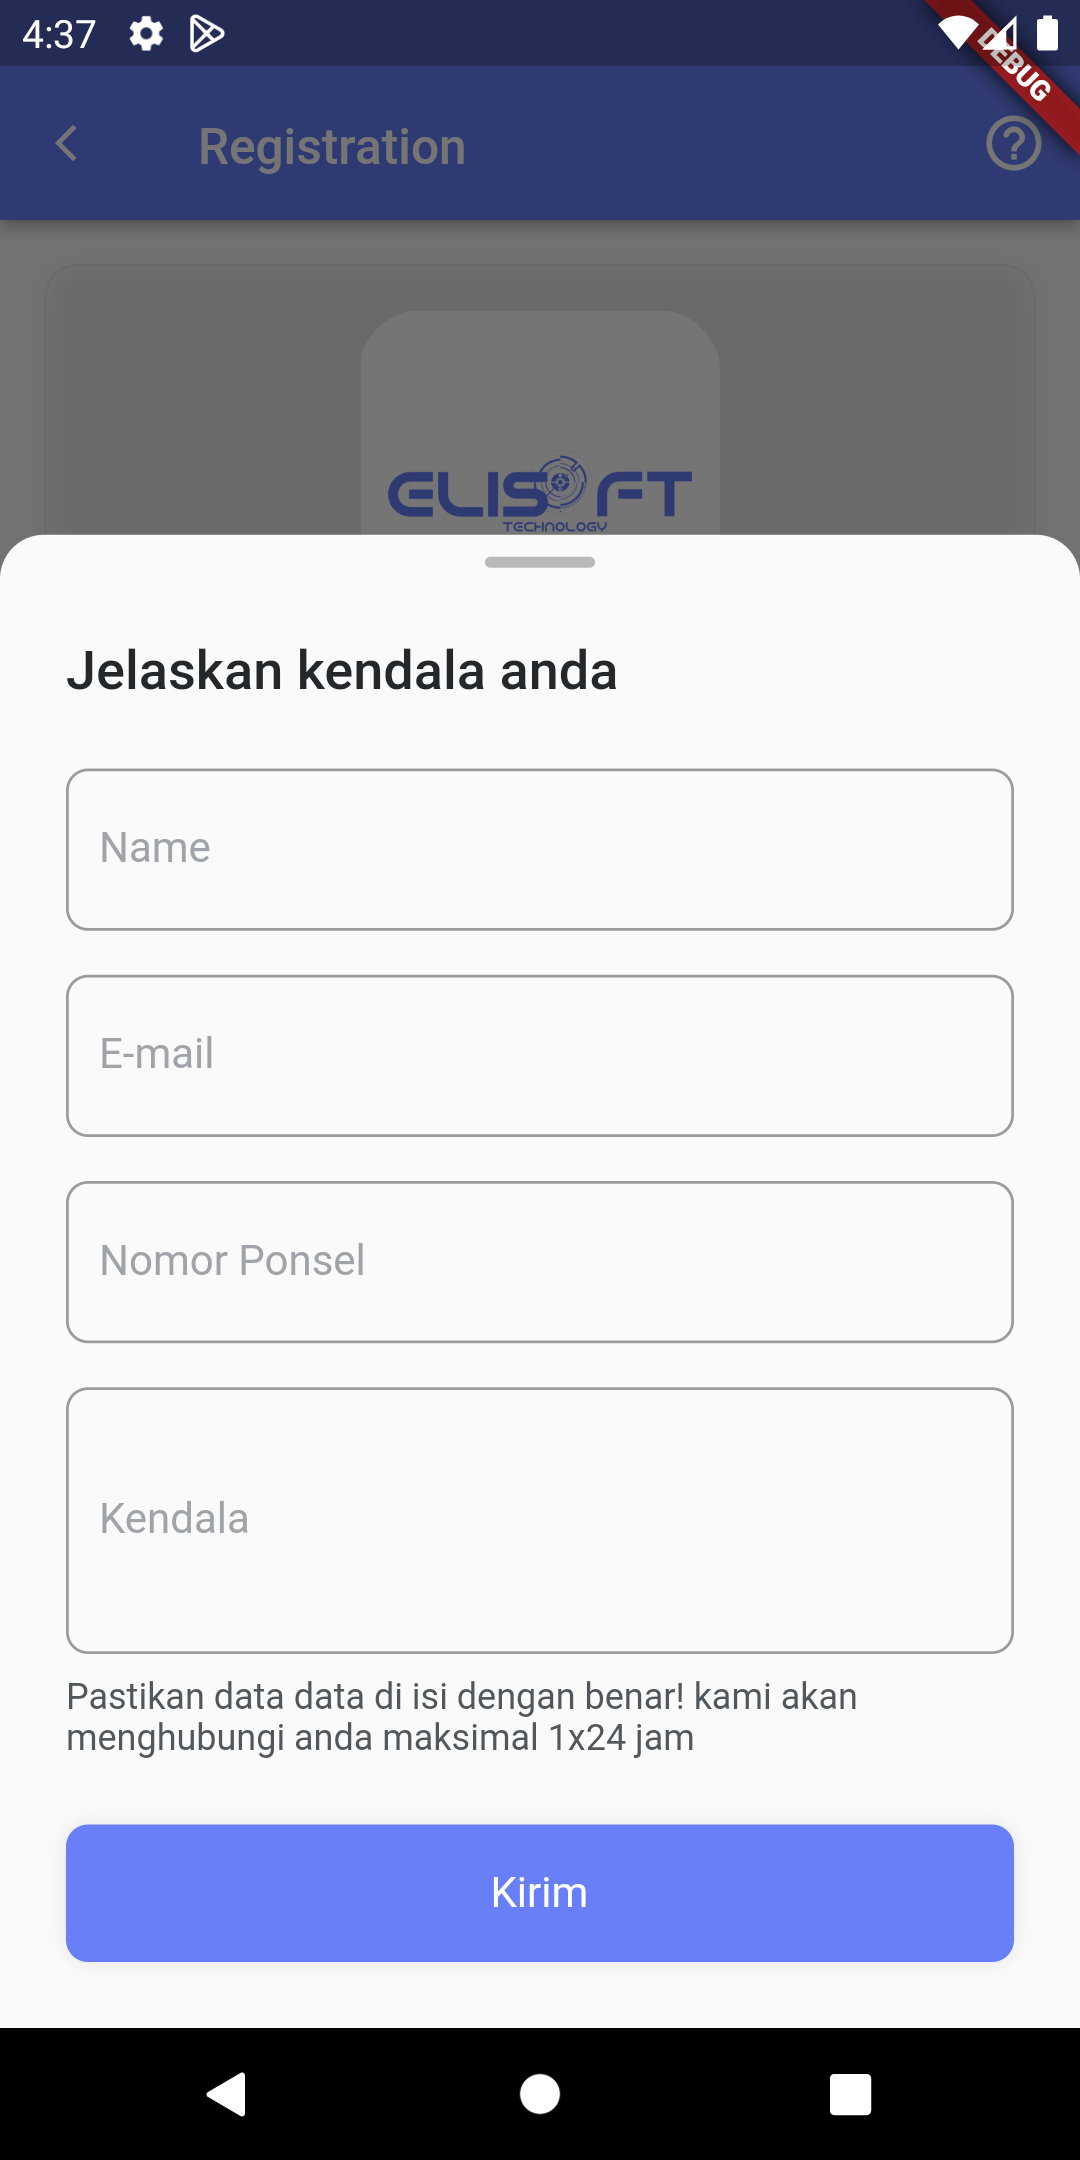 4:37
DEBUG
Registration
ELISOFT
TECHNOLOGY
Jelaskan kendala anda
Name
E-mail
Nomor Ponsel
Kendala
Pastikan data data di isi dengan benar! kami akan
menghubungi anda maksimal 1x24 jam
Kirim